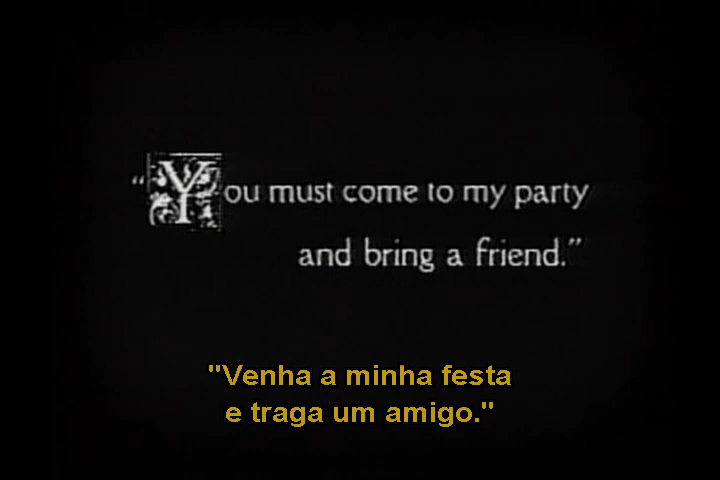 “You must come to my party
and bring a friend.”
"Venha a minha festa
e traga um amigo."